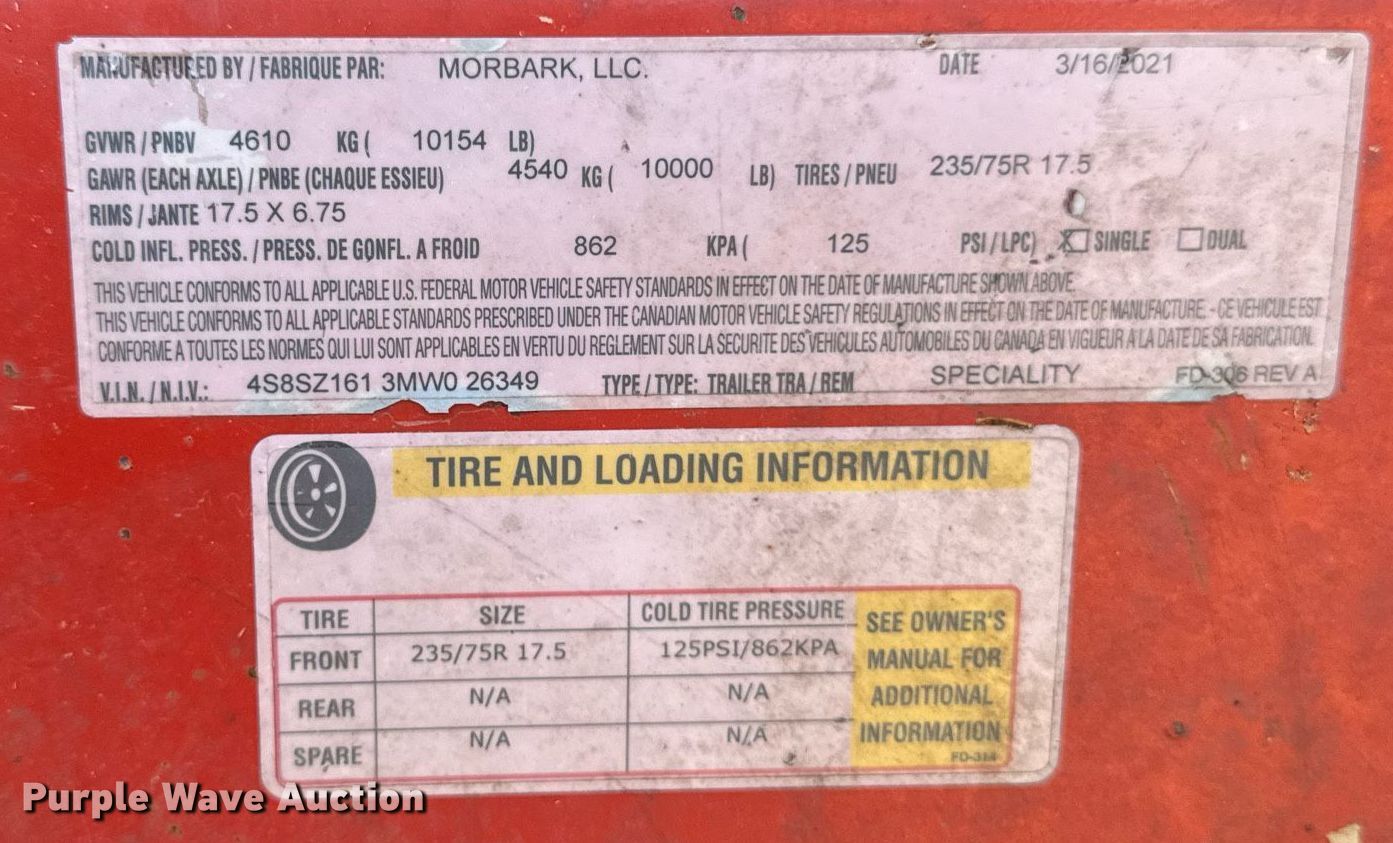 MANUFACTURED BY / FABRIQUE PAR: MORBARK, LLC. DATE 3/16/2021
GVWR / PNBV 4610 KG ( 10154 LB)
GAWR (EACH AXLE) / PNBE (CHAQUE ESSIEU) 4540 KG ( 10000 LB) TIRES / PNEU 235/75R 17.5
RIMS / JANTE 17.5 X 6.75
COLD INFL. PRESS. / PRESS. DE GONFL. A FROID 862 KPA ( 125 PSI / LPC) X SINGLE DUAL
THIS VEHICLE CONFORMS TO ALL APPLICABLE U.S. FEDERAL MOTOR VEHICLE SAFETY STANDARDS IN EFFECT ON THE DATE OF MANUFACTURE SHOWN ABOVE.
THIS VEHICLE CONFORMS TO ALL APPLICABLE STANDARDS PRESCRIBED UNDER THE CANADIAN MOTOR VEHICLE SAFETY REGULATIONS IN EFFECT ON THE DATE OF MANUFACTURE. - CE VEHICULE EST
CONFORME A TOUTES LES NORMES QUI LUI SONT APPLICABLES EN VERTU DU REGLEMENT SUR LA SECURITE DES VEHICULES AUTOMOBILES DU CANADA EN VIGUEUR A LA DATE DE SA FABRICATION.
V.I.N. / N.I.V.: 4S8SZ161 3MW0 26349 TYPE / TYPE: TRAILER TRA / REM SPECIALITY FD-306 REV A
TIRE AND LOADING INFORMATION
TIRE SIZE COLD TIRE PRESSURE
FRONT 235/75R 17.5 125PSI/862KPA
REAR N/A N/A
SPARE N/A N/A
SEE OWNER'S
MANUAL FOR
ADDITIONAL
INFORMATION
FD-314
Purple Wave Auction